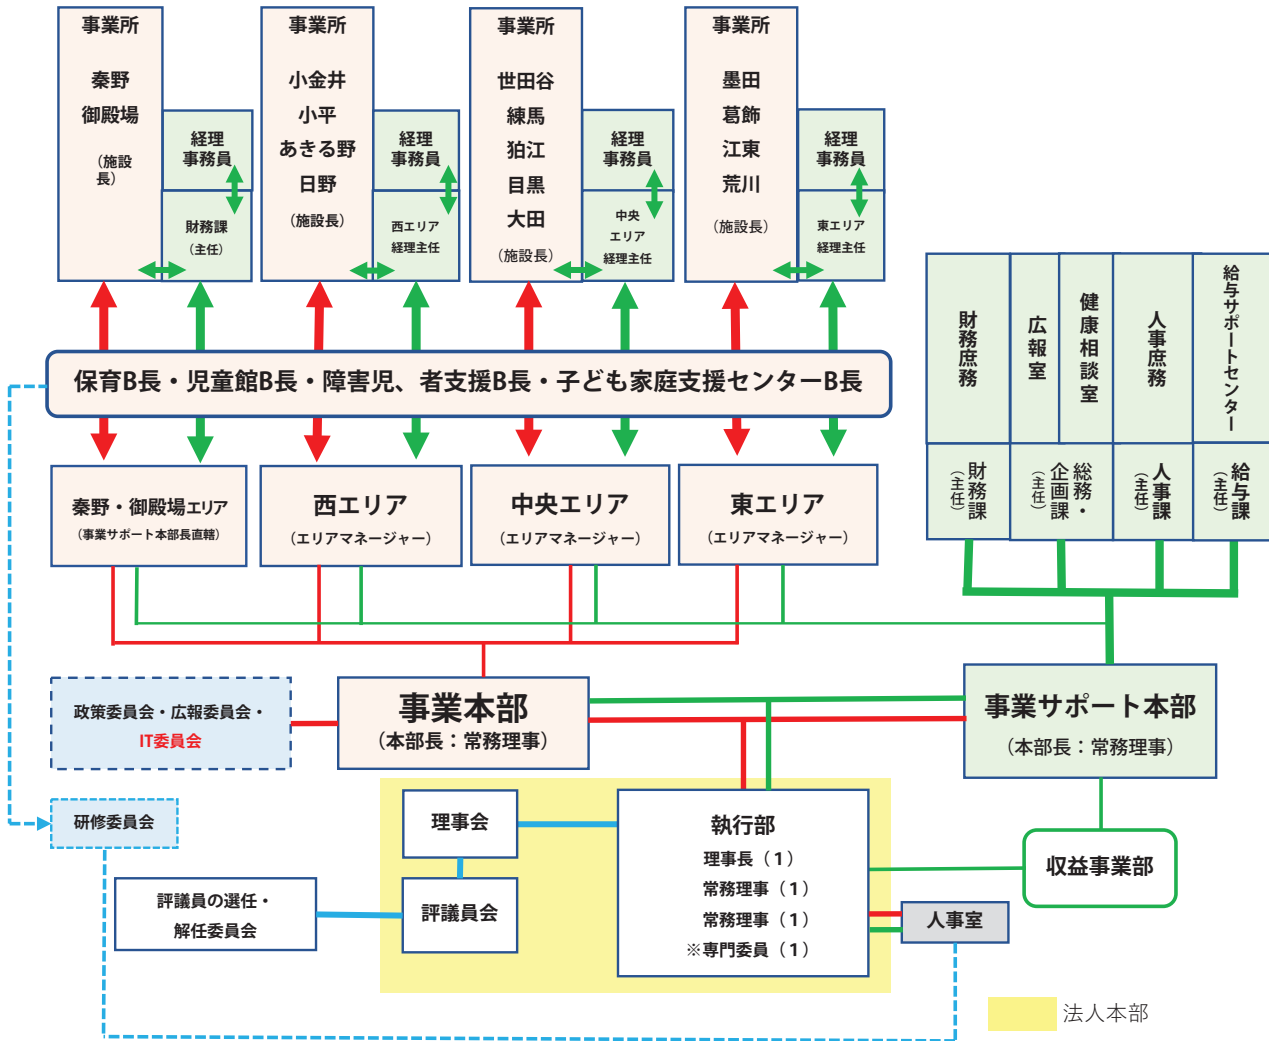 事業所
秦野
御殿場
（施設
長）
経理
事務員
財務課
（主任）
事業所
小金井
小平
あきる野
日野
（施設長）
経理
事務員
西エリア
経理主任
事業所
世田谷
練馬
狛江
目黒
大田
（施設長）
経理
事務員
中央
エリア
経理主任
事業所
墨田
葛飾
江東
荒川
（施設長）
経理
事務員
東エリア
経理主任
財務庶務
広報室
健康相談室
人事庶務
給与サポートセンター
財務課
（主任）
総務・
企画課
（主任）
人事課
（主任）
給与課
（主任）
保育B長・児童館B長・障害児、者支援B長・子ども家庭支援センターB長
秦野・御殿場エリア
（事業サポート本部長直轄）
西エリア
（エリアマネージャー）
中央エリア
（エリアマネージャー）
東エリア
（エリアマネージャー）
政策委員会・広報委員会・
IT委員会
事業本部
（本部長：常務理事）
事業サポート本部
（本部長：常務理事）
研修委員会
理事会
評議員会
評議員の選任・
解任委員会
執行部
理事長（1）
常務理事（1）
常務理事（1）
※専門委員（1）
収益事業部
人事室
法人本部